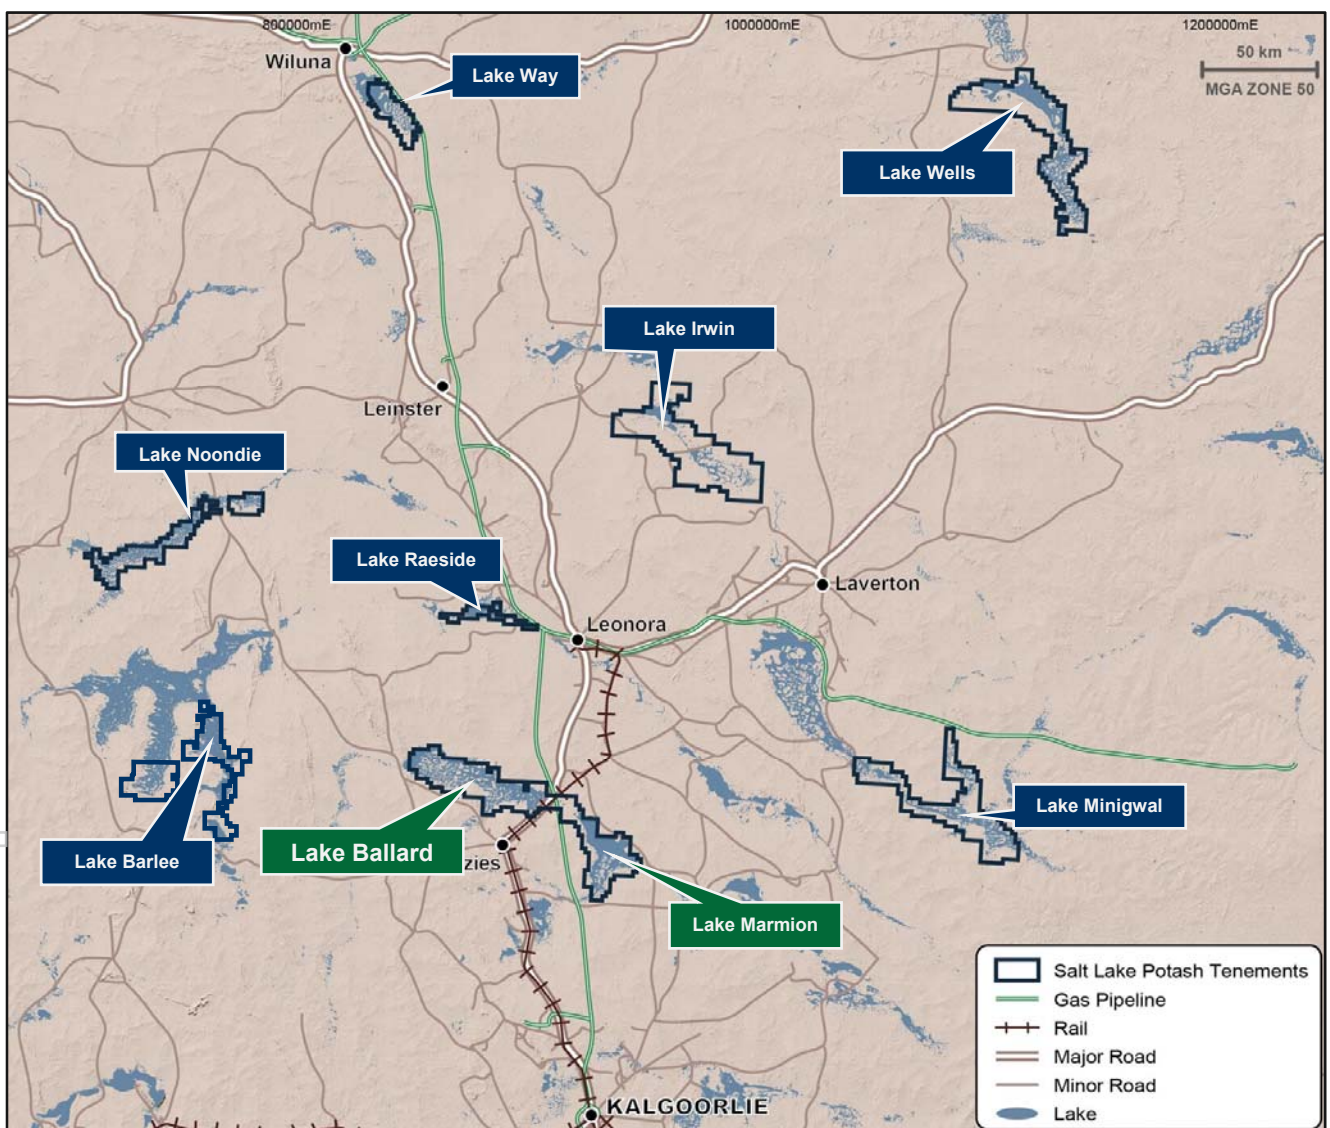 800000mE
1000000mE
1200000mE
50 km
MGA ZONE 50
Wiluna
Lake Way
Lake Wells
Lake Irwin
Leinster
Lake Noondie
Lake Raeside
Laverton
Leonora
Lake Minigwal
Lake Ballard
Lake Barlee
zies
Lake Marmion
Salt Lake Potash Tenements
Gas Pipeline
Rail
Major Road
Minor Road
Lake
KALGOORLIE